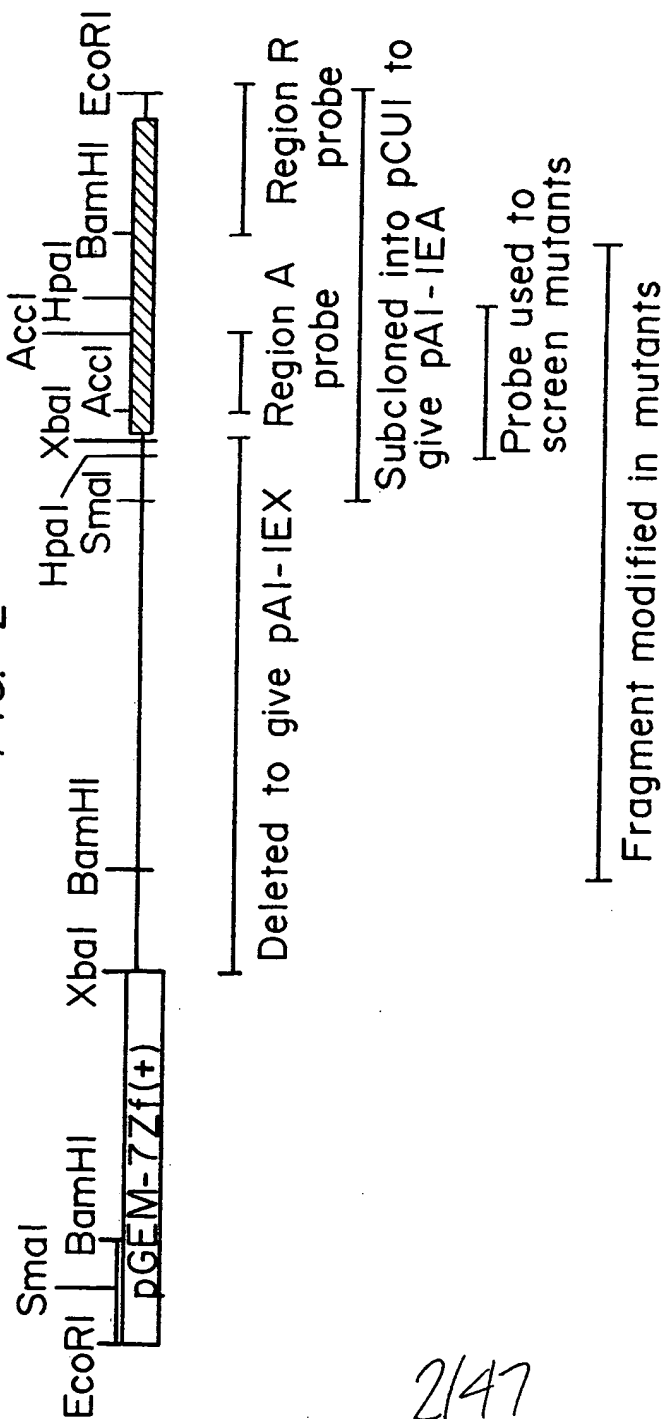 FIG. 2
AccI
XbaI AccI HpaI BamHI EcoRI
HpaI
SmaI
XbaI BamHI
SmaI
EcoRI BamHI
pGEM-7Zf(+)
Deleted to give pAI-IEX
Region A
probe
Region R
probe
Subcloned into pCUI to
give pAI-IEA
Probe used to
screen mutants
Fragment modified in mutants
2/47